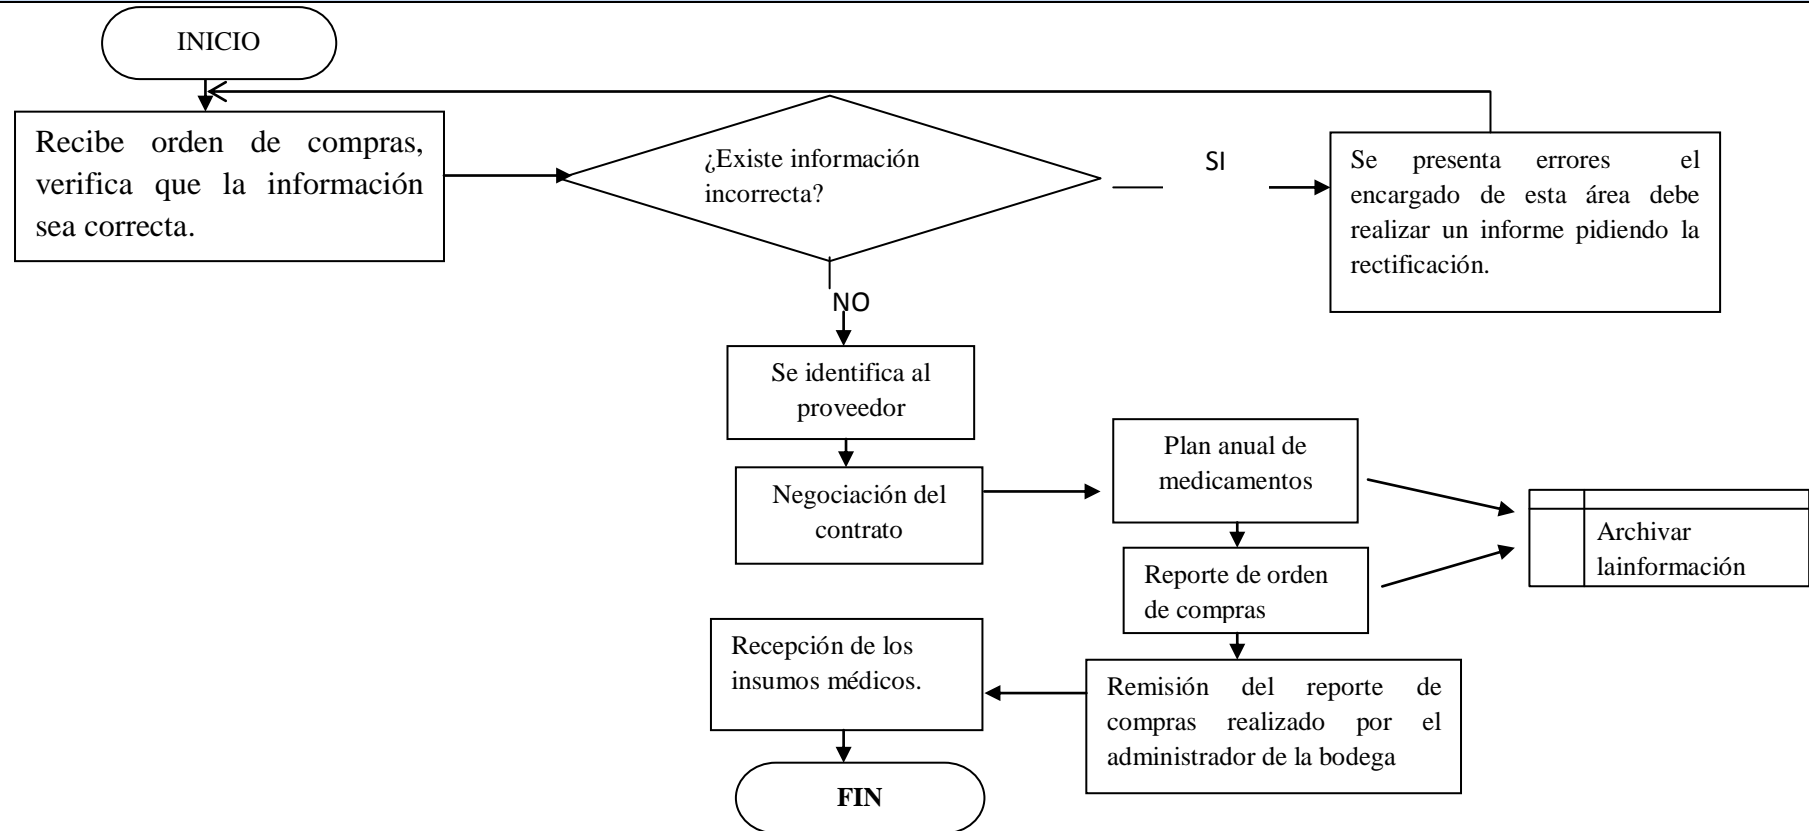 INICIO
Recibe orden de compras,
verifica que la información
sea correcta.
¿Existe información
incorrecta?
SI
Se presenta errores el
encargado de esta área debe
realizar un informe pidiendo la
rectificación.
NO
Se identifica al
proveedor
Negociación del
contrato
Plan anual de
medicamentos
Archivar
lainformación
Reporte de orden
de compras
Recepción de los
insumos médicos.
Remisión del reporte de
compras realizado por el
administrador de la bodega
FIN